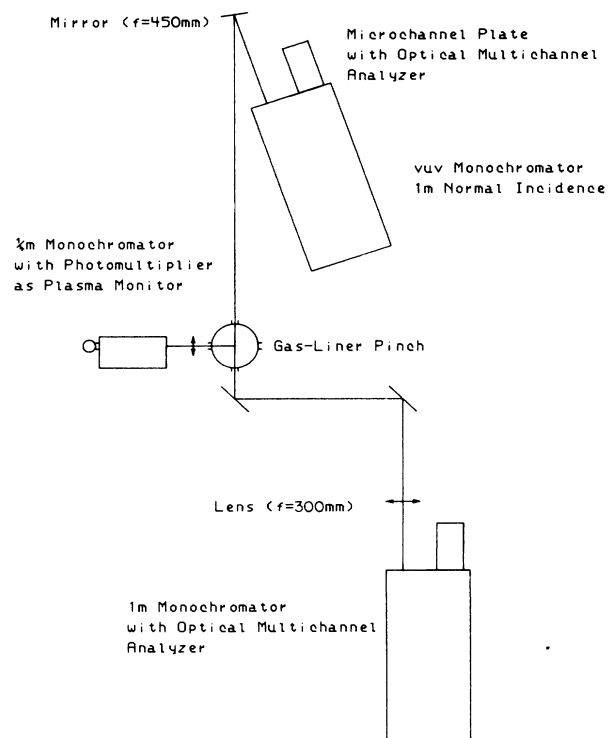 Mirror (f=450mm)
Microchannel Plate
with Optical Multichannel
Analyzer
vuv Monochromator
1m Normal Incidence
¼m Monochromator
with Photomultiplier
as Plasma Monitor
Gas-Liner Pinch
Lens (f=300mm)
1m Monochromator
with Optical Multichannel
Analyzer